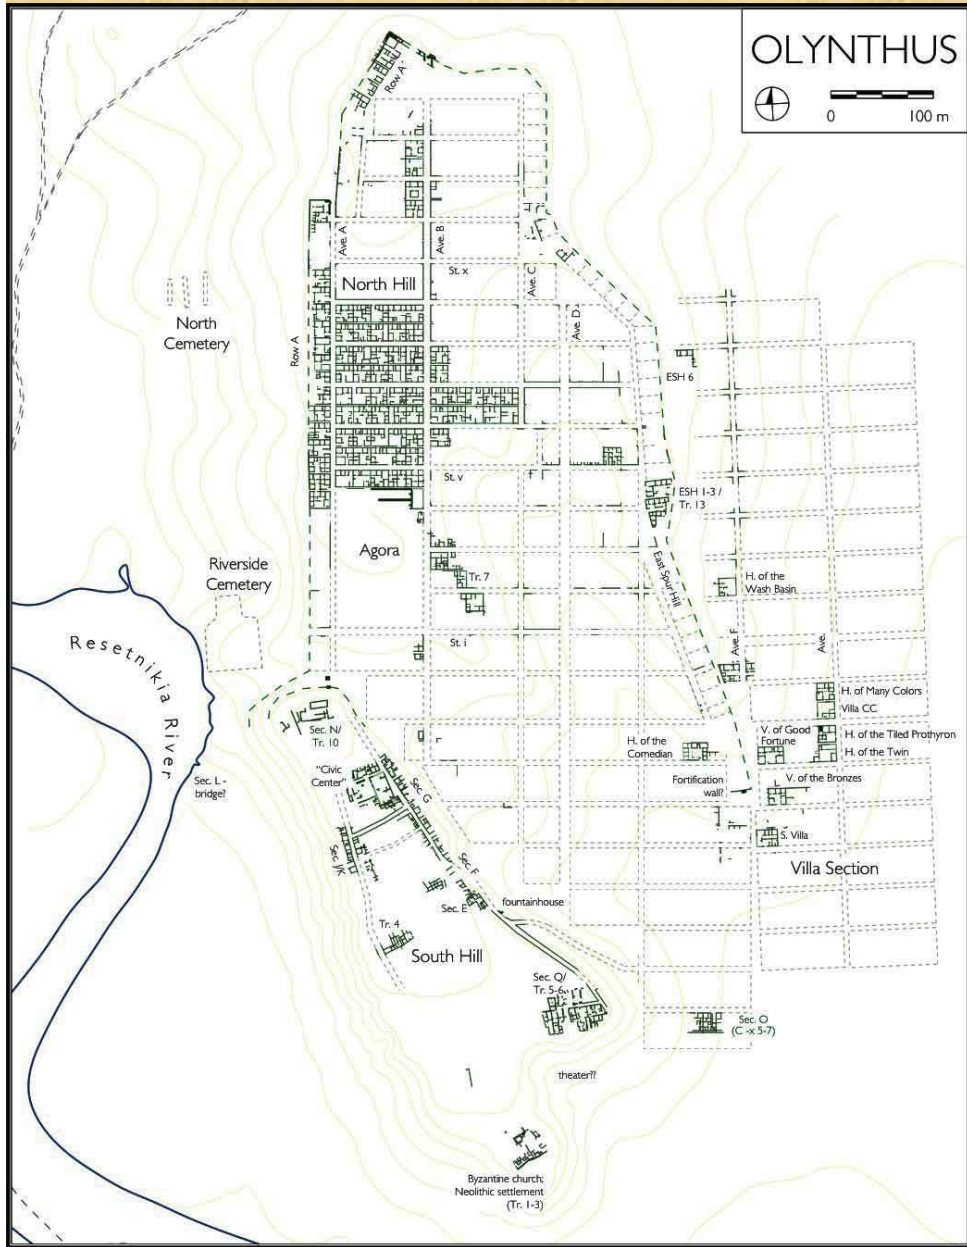 OLYNTHUS
0 100 m
Row A'
Ave. A
Ave. B
St. x
Ave. C
North Hill
Ave. D
North
Cemetery
Row A
ESH 6
St. v
ESH 1-3 /
Tr. 13
Agora
Riverside
Cemetery
Tr. 7
East Spur Hill
H. of the
Wash Basin
Resetnikia River
St. i
Ave. F
Ave.
H. of Many Colors
Villa CC
Sec. N/
Tr. 10
H. of the
Comedian
V. of Good
Fortune
H. of the Tiled Prothyron
H. of the Twin
"Civic
Center"
Sec. G
Sec. L -
bridge?
Fortification
wall?
V. of the Bronzes
S. Villa
Sec. J/K
Sec. F
Villa Section
Sec. E
fountainhouse
Tr. 4
South Hill
Sec. Q/
Tr. 5-6
Sec. O
(C -x 5-7)
theater??
Byzantine church;
Neolithic settlement
(Tr. 1-3)